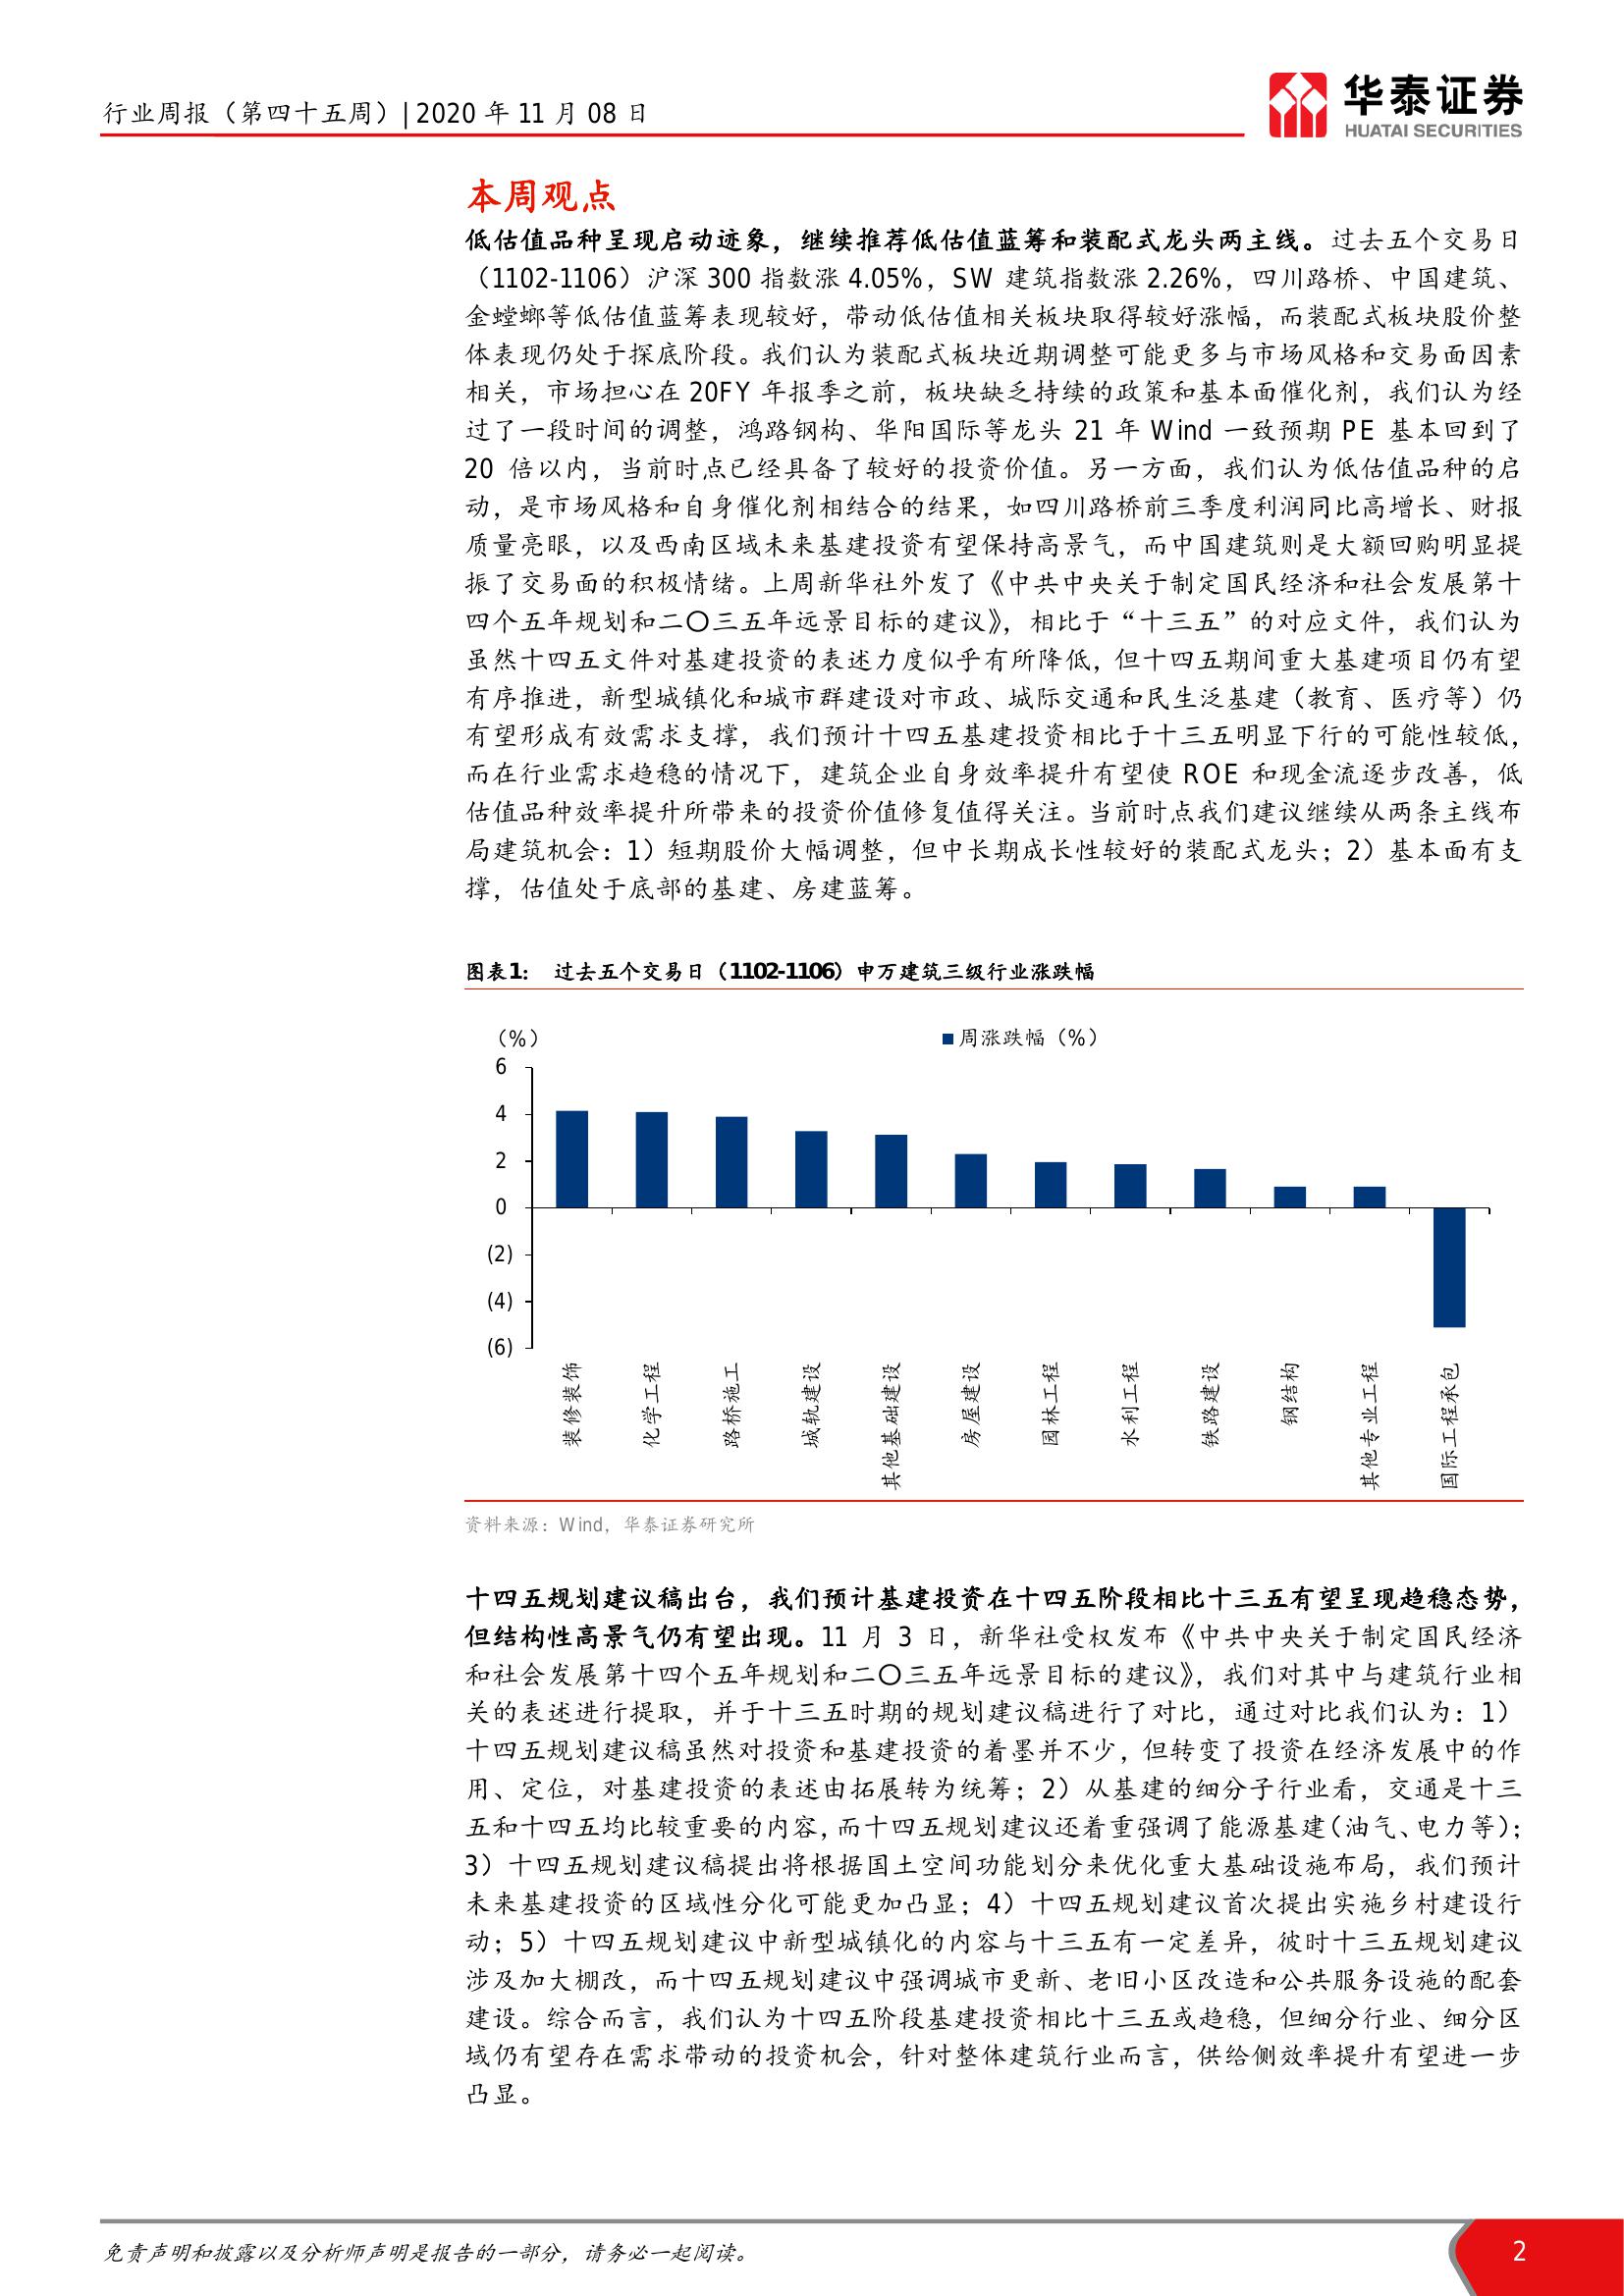 行业周报（第四十五周）|2020 年 11 月 08 日
华泰证券
HUATAI SECURITIES
本周观点
低估值品种呈现启动迹象，继续推荐低估值蓝筹和装配式龙头两主线。过去五个交易日
（1102-1106）沪深 300 指数涨 4.05%，SW 建筑指数涨 2.26%，四川路桥、中国建筑、
金螳螂等低估值蓝筹表现较好，带动低估值相关板块取得较好涨幅，而装配式板块股价整
体表现仍处于探底阶段。我们认为装配式板块近期调整可能更多与市场风格和交易面因素
相关，市场担心在 20FY 年报季之前，板块缺乏持续的政策和基本面催化剂，我们认为经
过了一段时间的调整，鸿路钢构、华阳国际等龙头 21 年 Wind 一致预期 PE 基本回到了
20 倍以内，当前时点已经具备了较好的投资价值。另一方面，我们认为低估值品种的启
动，是市场风格和自身催化剂相结合的结果，如四川路桥前三季度利润同比高增长、财报
质量亮眼，以及西南区域未来基建投资有望保持高景气，而中国建筑则是大额回购明显提
振了交易面的积极情绪。上周新华社外发了《中共中央关于制定国民经济和社会发展第十
四个五年规划和二〇三五年远景目标的建议》，相比于“十三五”的对应文件，我们认为
虽然十四五文件对基建投资的表述力度似乎有所降低，但十四五期间重大基建项目仍有望
有序推进，新型城镇化和城市群建设对市政、城际交通和民生泛基建（教育、医疗等）仍
有望形成有效需求支撑，我们预计十四五基建投资相比于十三五明显下行的可能性较低，
而在行业需求趋稳的情况下，建筑企业自身效率提升有望使 ROE 和现金流逐步改善，低
估值品种效率提升所带来的投资价值修复值得关注。当前时点我们建议继续从两条主线布
局建筑机会：1）短期股价大幅调整，但中长期成长性较好的装配式龙头；2）基本面有支
撑，估值处于底部的基建、房建蓝筹。
图表1： 过去五个交易日（1102-1106）申万建筑三级行业涨跌幅
（%）
周涨跌幅（%）
6
4
2
0
(2)
(4)
(6)
装修装饰
化学工程
路桥施工
城轨建设
其他基础建设
房屋建设
园林工程
水利工程
铁路建设
钢结构
其他专业工程
国际工程承包
资料来源：Wind，华泰证券研究所
十四五规划建议稿出台，我们预计基建投资在十四五阶段相比十三五有望呈现趋稳态势，
但结构性高景气仍有望出现。11 月 3 日，新华社受权发布《中共中央关于制定国民经济
和社会发展第十四个五年规划和二〇三五年远景目标的建议》，我们对其中与建筑行业相
关的表述进行提取，并于十三五时期的规划建议稿进行了对比，通过对比我们认为：1）
十四五规划建议稿虽然对投资和基建投资的着墨并不少，但转变了投资在经济发展中的作
用、定位，对基建投资的表述由拓展转为统筹；2）从基建的细分子行业看，交通是十三
五和十四五均比较重要的内容，而十四五规划建议还着重强调了能源基建（油气、电力等）；
3）十四五规划建议稿提出将根据国土空间功能划分来优化重大基础设施布局，我们预计
未来基建投资的区域性分化可能更加凸显；4）十四五规划建议首次提出实施乡村建设行
动；5）十四五规划建议中新型城镇化的内容与十三五有一定差异，彼时十三五规划建议
涉及加大棚改，而十四五规划建议中强调城市更新、老旧小区改造和公共服务设施的配套
建设。综合而言，我们认为十四五阶段基建投资相比十三五或趋稳，但细分行业、细分区
域仍有望存在需求带动的投资机会，针对整体建筑行业而言，供给侧效率提升有望进一步
凸显。
免责声明和披露以及分析师声明是报告的一部分，请务必一起阅读。
2